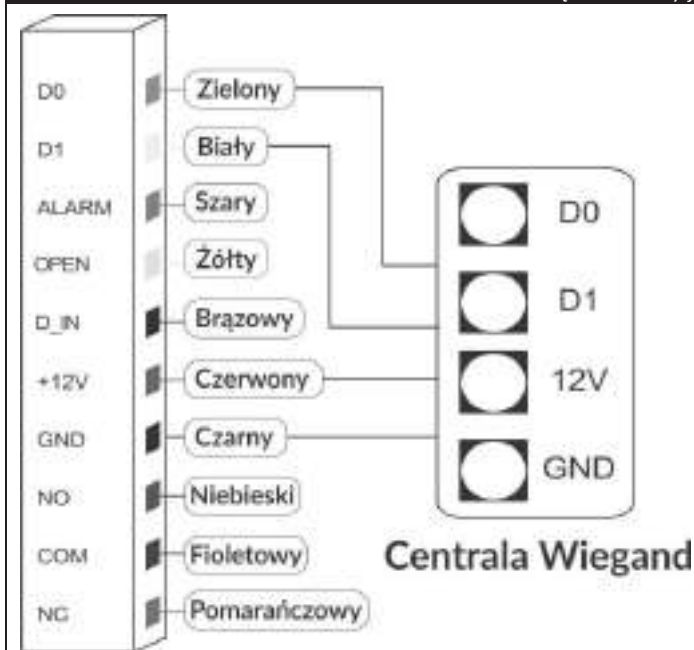 D0 Zielony
D1 Biały
ALARM Szary
OPEN Żółty
D_IN Brązowy
+12V Czerwony
GND Czarny
NO Niebieski
COM Fioletowy
NC Pomarańczowy
D0
D1
12V
GND
Centrala Wiegand